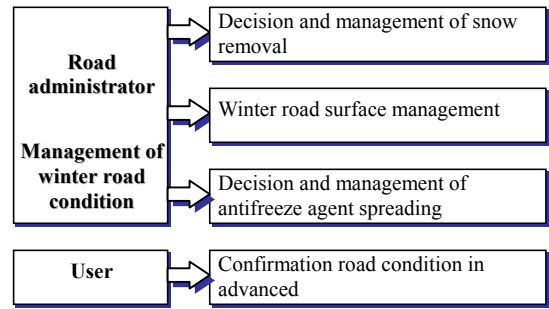 Road
administrator
Management of
winter road
condition
Decision and management of snow
removal
Winter road surface management
Decision and management of
antifreeze agent spreading
User
Confirmation road condition in
advanced